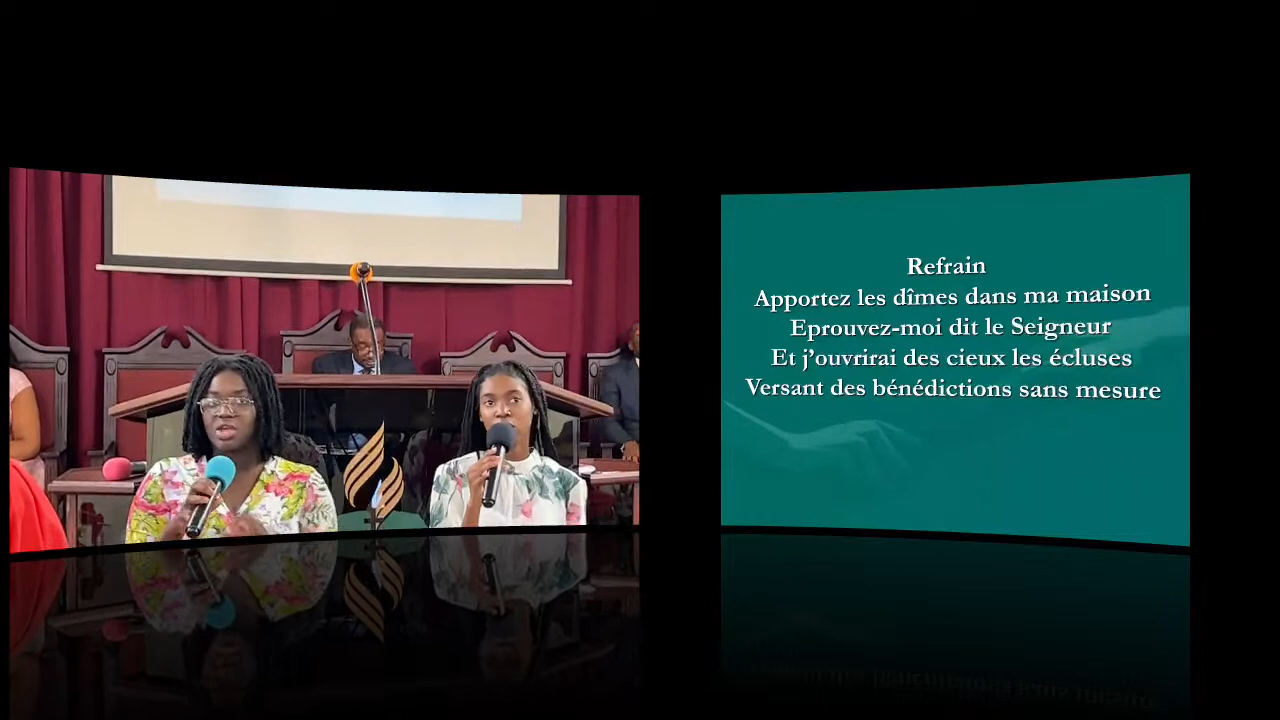 Refrain
Apportez les dîmes dans ma maison
Eprouvez-moi dit le Seigneur
Et j’ouvrirai des cieux les écluses
Versant des bénédictions sans mesure